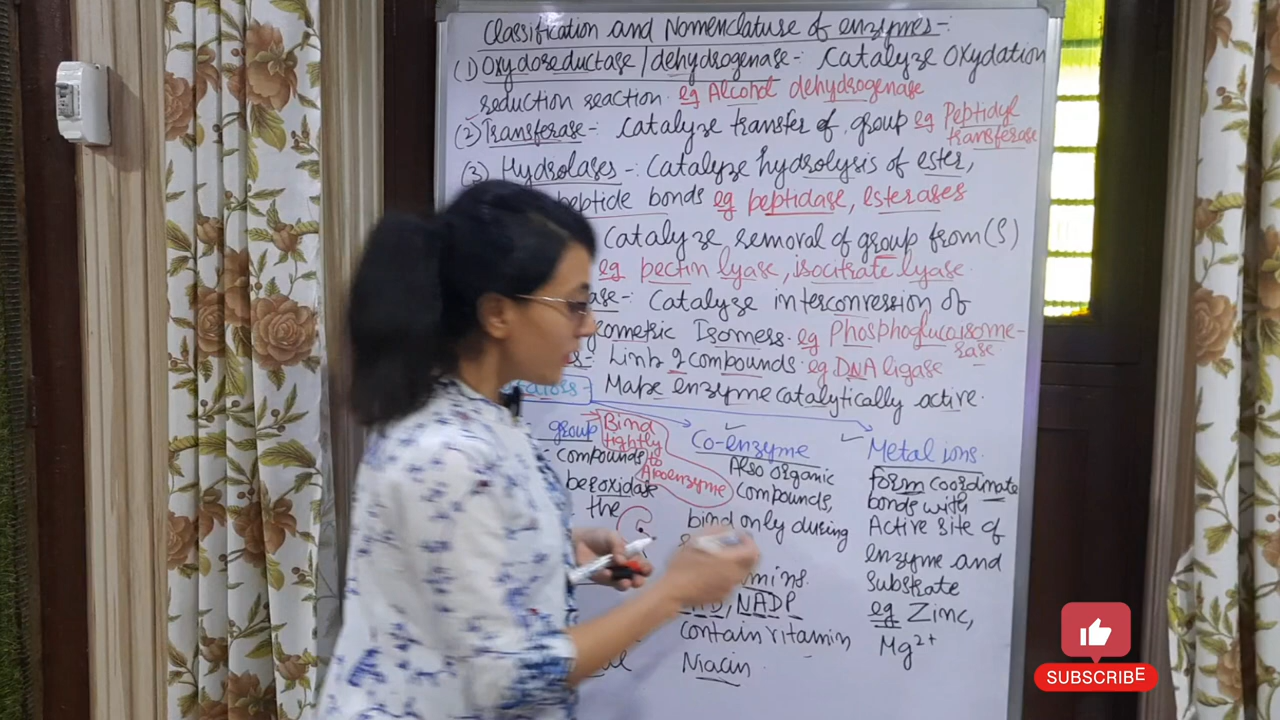 Classification and Nomenclature of enzymes-:
(1) Oxydoreductase/dehydrogenase-: Catalyze Oxydation
reduction reaction. eg Alcohol dehydrogenase
(2) Transferase-: Catalyze transfer of group eg Peptidyl
transferase
(3) Hydrolases-: Catalyze hydrolysis of ester,
peptide bonds eg peptidase, Esterases
Catalyze removal of group from (S)
eg pectin lyase, isocitrate lyase
ase-: Catalyze interconversion of
geometric Isomers. eg Phosphoglucoisome-
rase
Link 2 compounds. eg DNA ligase
Make enzyme catalytically active.
group
compounds
peroxidase
the
Bind
tightly
to
Apoenzyme
Co-enzyme
Also organic
compounds,
bind only during
NADP
contain vitamin
Niacin
Metal ions
form coordinate
bonds with
Active site of
enzyme and
Substrate
eg Zinc,
Mg2+
SUBSCRIBE